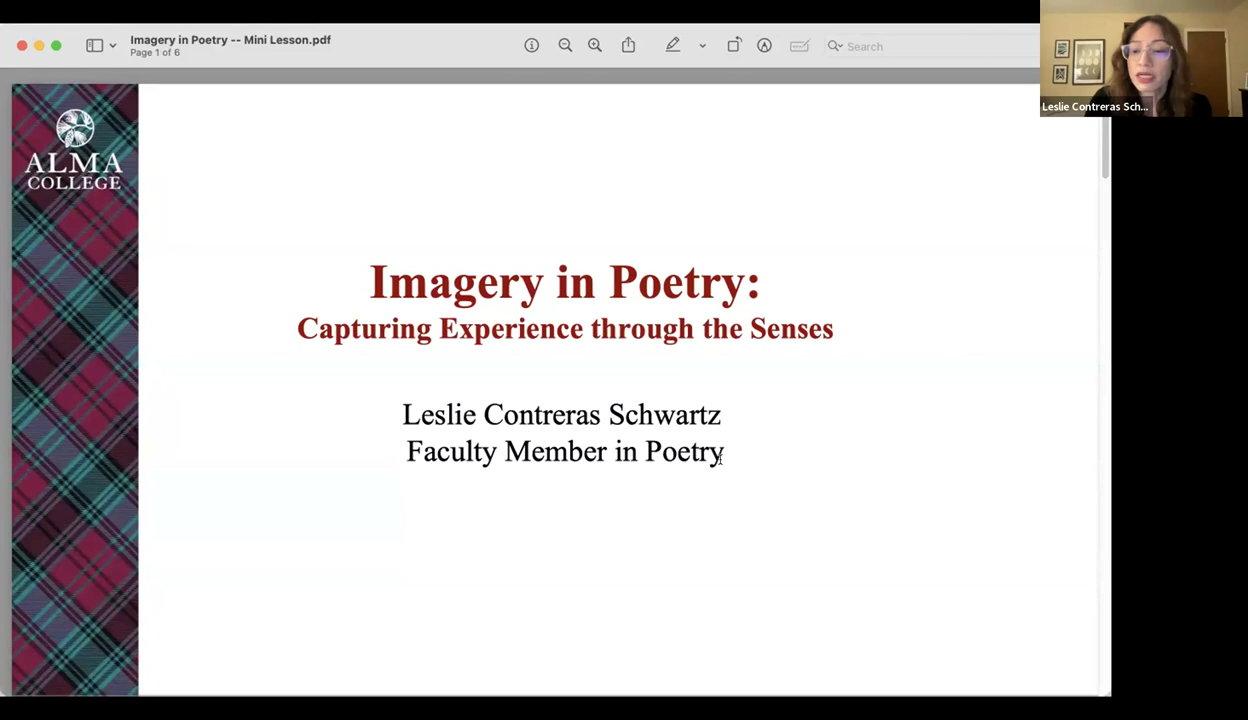 Imagery in Poetry -- Mini Lesson.pdf
Page 1 of 6
Search
Leslie Contreras Sch...
ALMA
COLLEGE
Imagery in Poetry:
Capturing Experience through the Senses
Leslie Contreras Schwartz
Faculty Member in Poetry